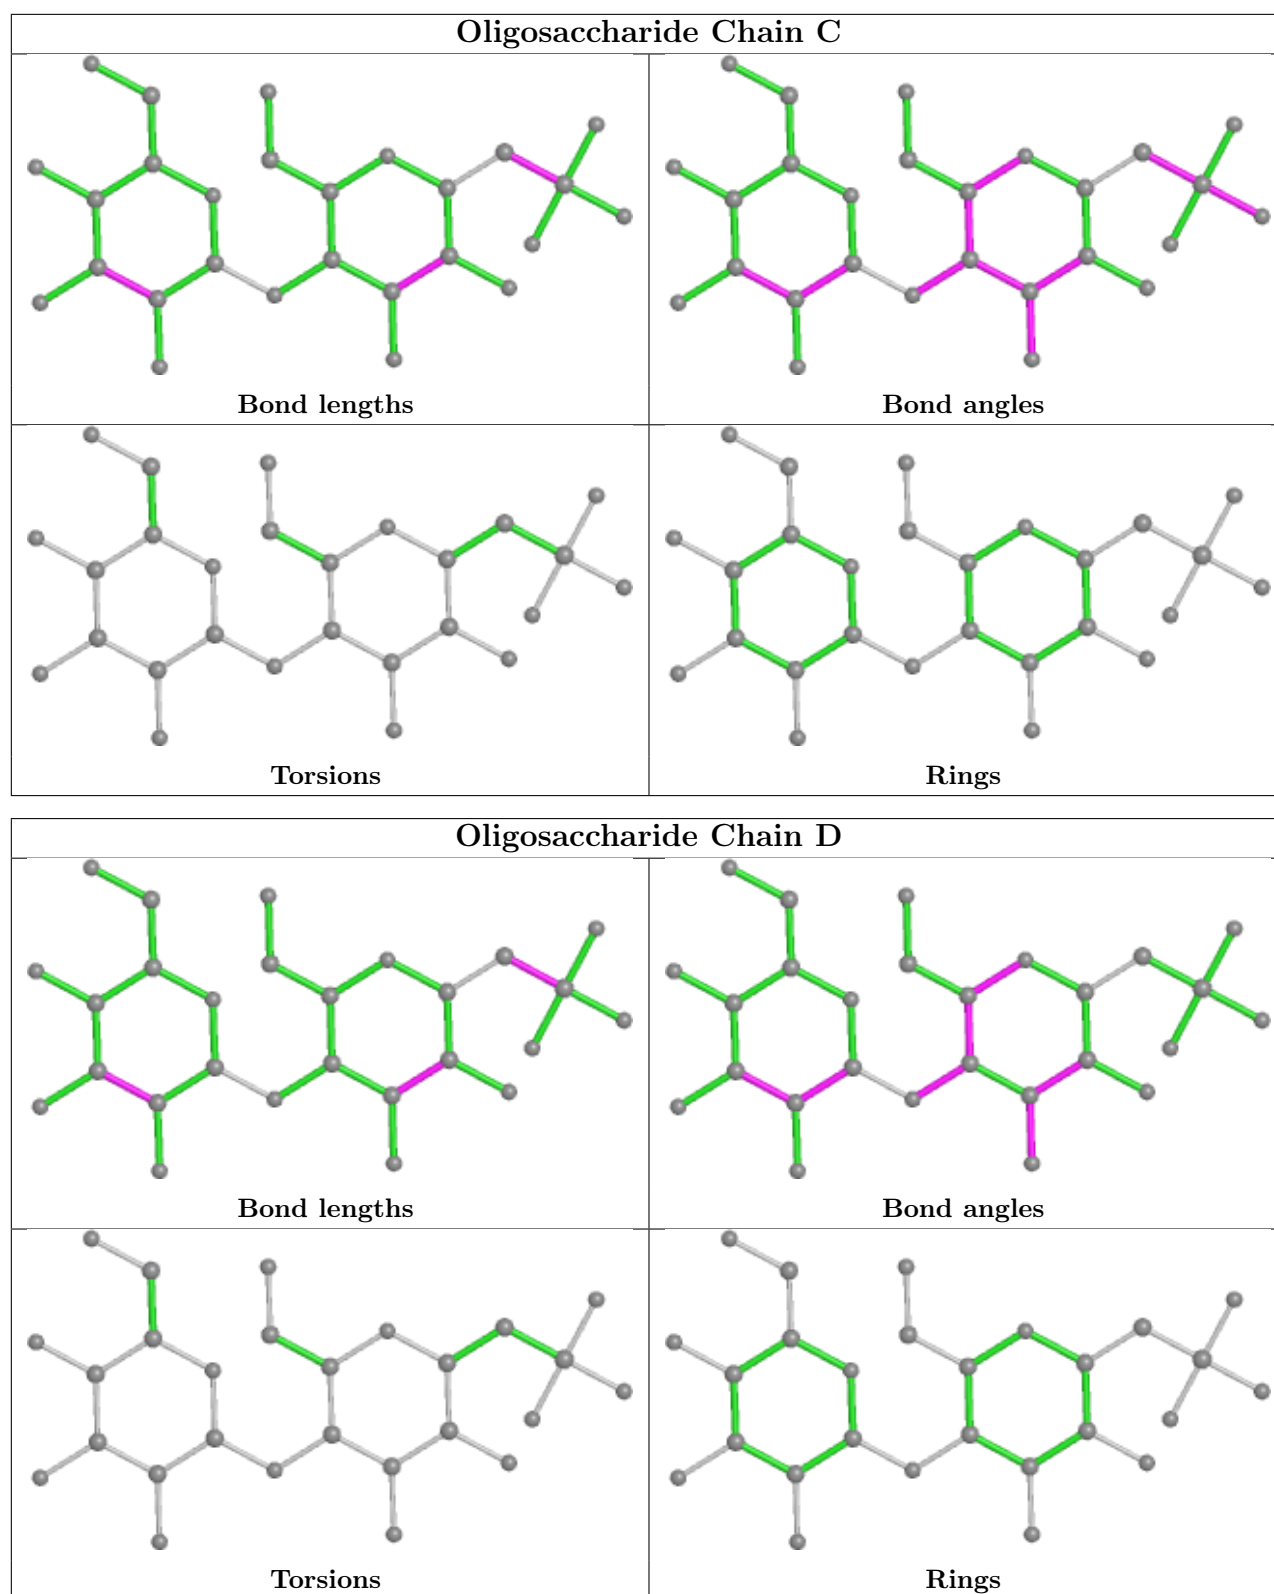 Oligosaccharide Chain C
Bond lengths
Bond angles
Torsions
Rings
Oligosaccharide Chain D
Bond lengths
Bond angles
Torsions
Rings